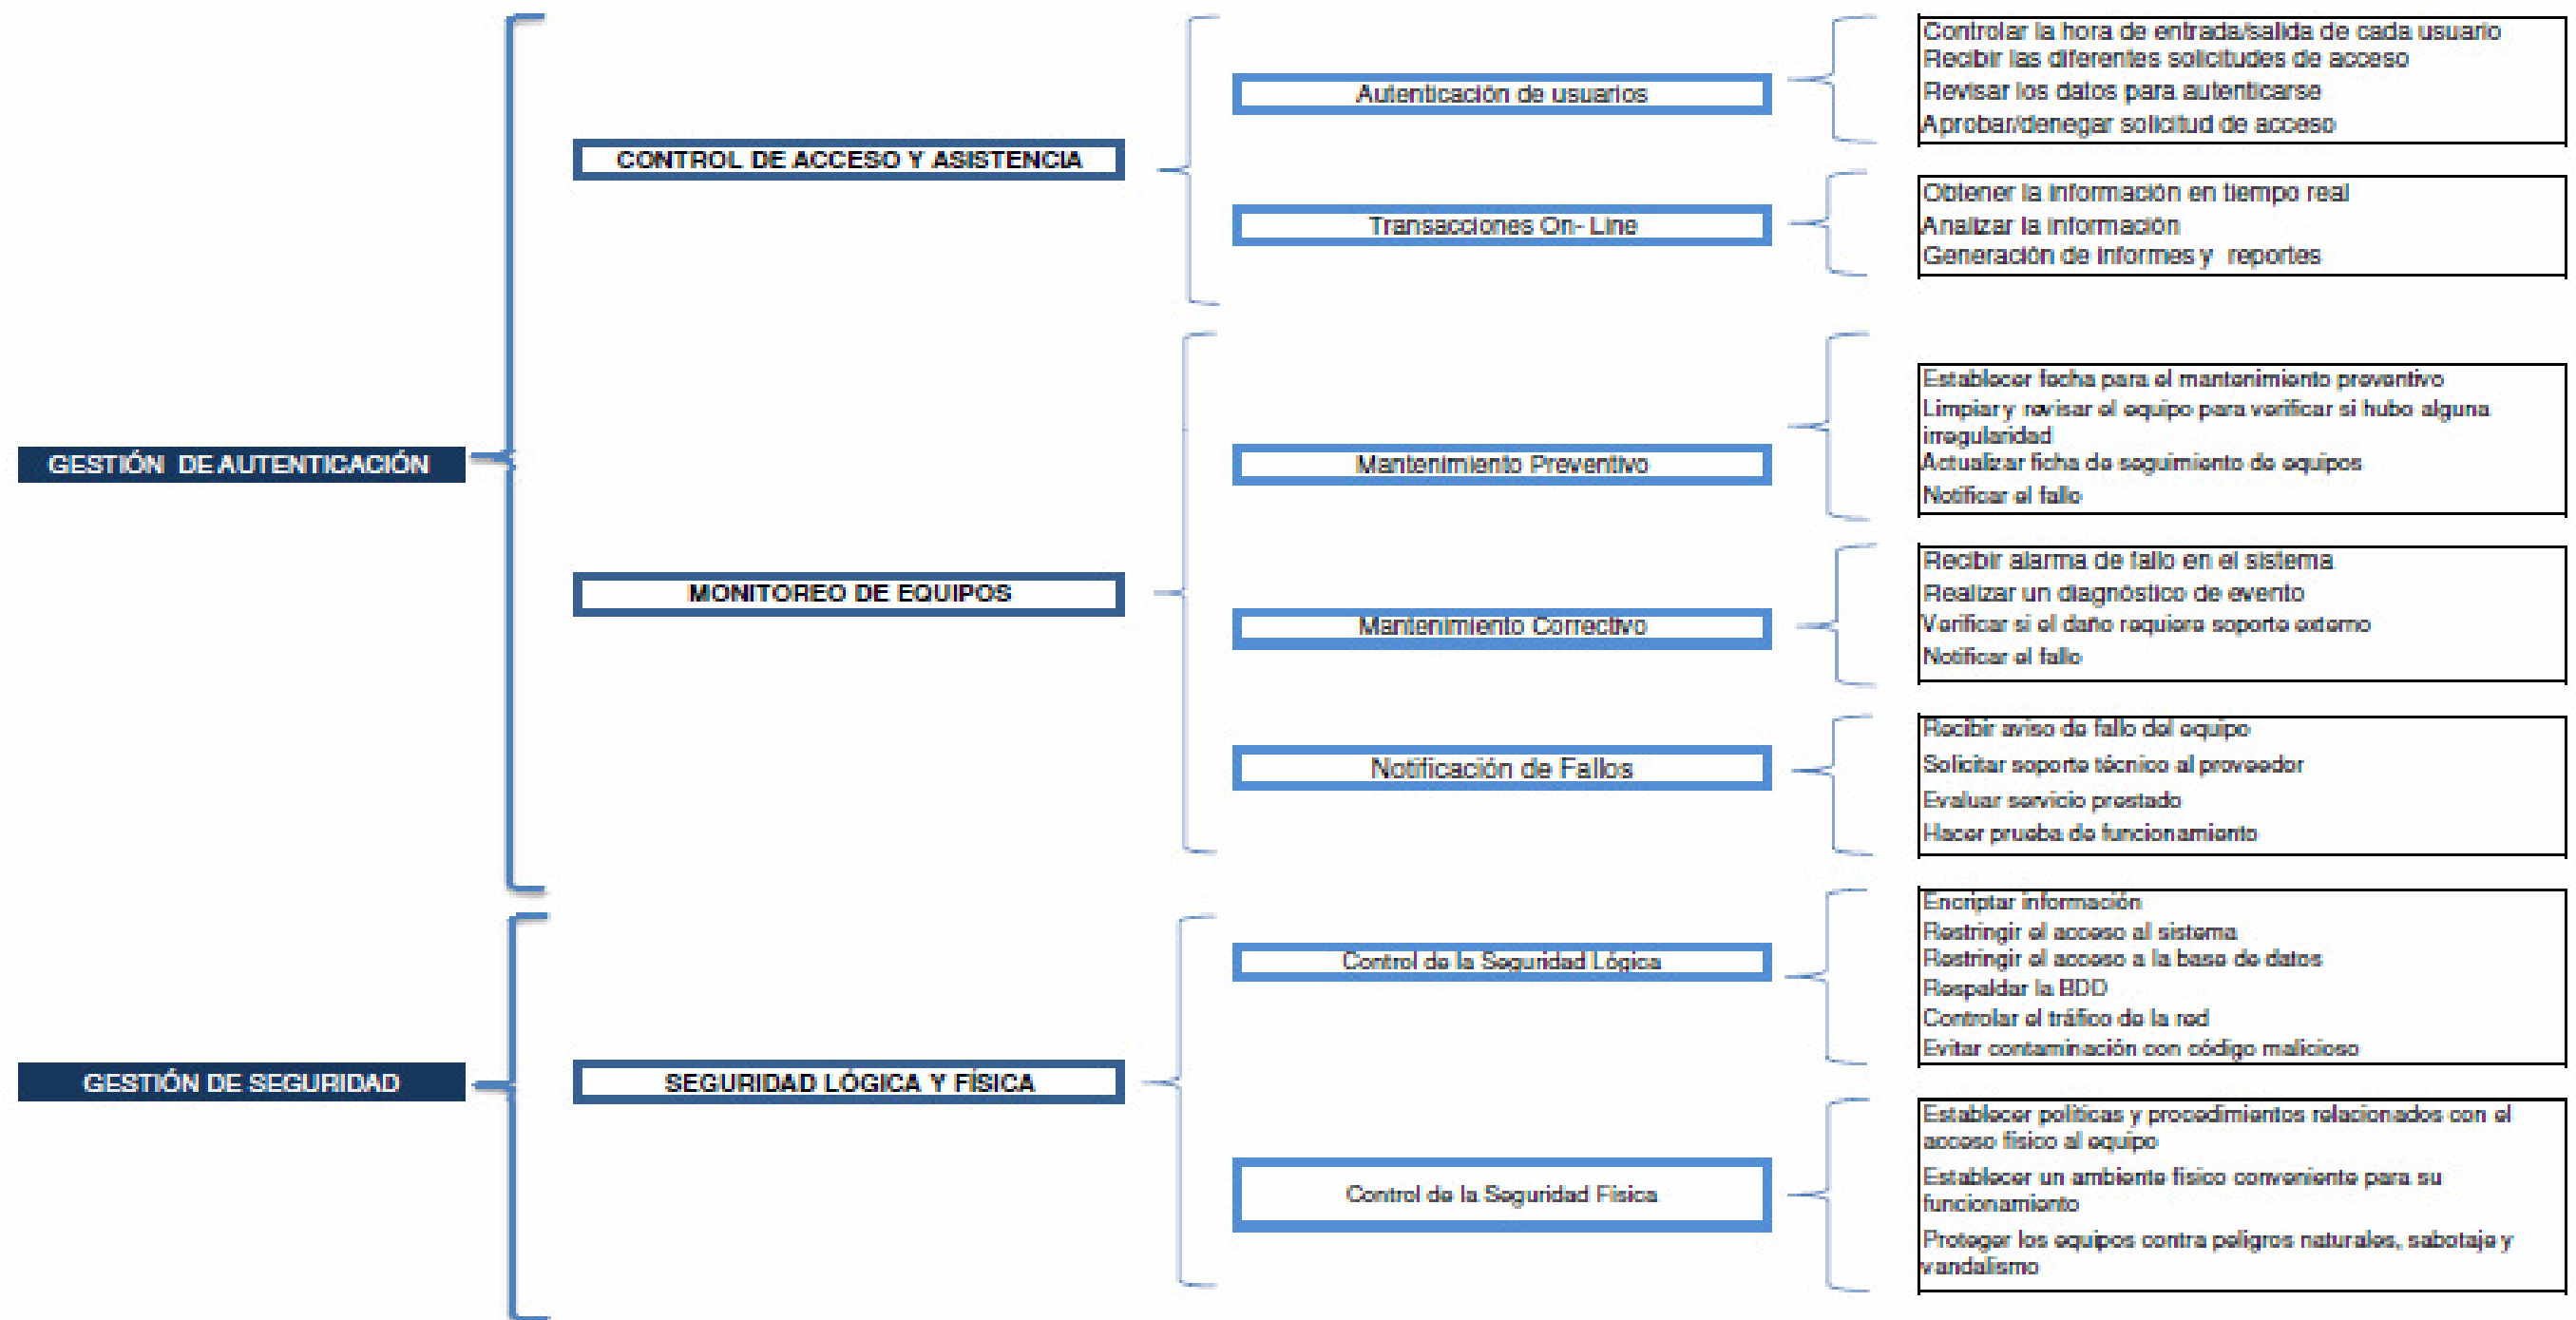 GESTIÓN DE AUTENTICACIÓN
CONTROL DE ACCESO Y ASISTENCIA
Autenticación de usuarios
Controlar la hora de entrada/salida de cada usuario
Recibir las diferentes solicitudes de acceso
Revisar los datos para autenticarse
Aprobar/denegar solicitud de acceso
Transacciones On- Line
Obtener la información en tiempo real
Analizar la información
Generación de informes y reportes
MONITOREO DE EQUIPOS
Mantenimiento Preventivo
Establecer fecha para el mantenimiento preventivo
Limpiar y revisar el equipo para verificar si hubo alguna
irregularidad
Actualizar ficha de seguimiento de equipos
Notificar el fallo
Mantenimiento Correctivo
Recibir alarma de fallo en el sistema
Realizar un diagnóstico de evento
Verificar si el daño requiere soporte externo
Notificar el fallo
Notificación de Fallos
Recibir aviso de fallo del equipo
Solicitar soporte técnico al proveedor
Evaluar servicio prestado
Hacer prueba de funcionamiento
GESTIÓN DE SEGURIDAD
SEGURIDAD LÓGICA Y FÍSICA
Control de la Seguridad Lógica
Encriptar información
Restringir el acceso al sistema
Restringir el acceso a la base de datos
Respaldar la BDD
Controlar el tráfico de la red
Evitar contaminación con código malicioso
Control de la Seguridad Física
Establecer políticas y procedimientos relacionados con el
acceso físico al equipo
Establecer un ambiente físico conveniente para su
funcionamiento
Proteger los equipos contra peligros naturales, sabotaje y
vandalismo